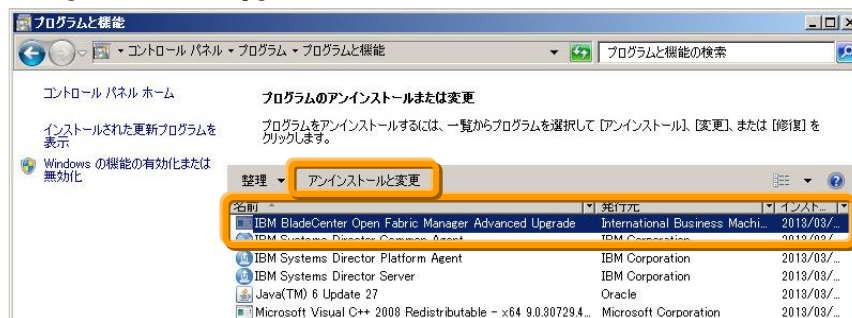 プログラムと機能
コントロール パネル ▾ プログラム ▾ プログラムと機能
プログラムと機能の検索
コントロール パネル ホーム
インストールされた更新プログラムを
表示
Windows の機能の有効化または
無効化
プログラムのアンインストールまたは変更
プログラムをアンインストールするには、一覧からプログラムを選択して [アンインストール]、[変更]、または [修復] を
クリックします。
整理 ▾ アンインストールと変更
名前 発行元 インスト...
IBM BladeCenter Open Fabric Manager Advanced Upgrade International Business Machi... 2013/03/...
IBM Systems Director Common Agent IBM Corporation 2013/03/...
IBM Systems Director Platform Agent IBM Corporation 2013/03/...
IBM Systems Director Server IBM Corporation 2013/03/...
Java(TM) 6 Update 27 Oracle 2013/03/...
Microsoft Visual C++ 2008 Redistributable - x64 9.0.30729.4... Microsoft Corporation 2013/03/...